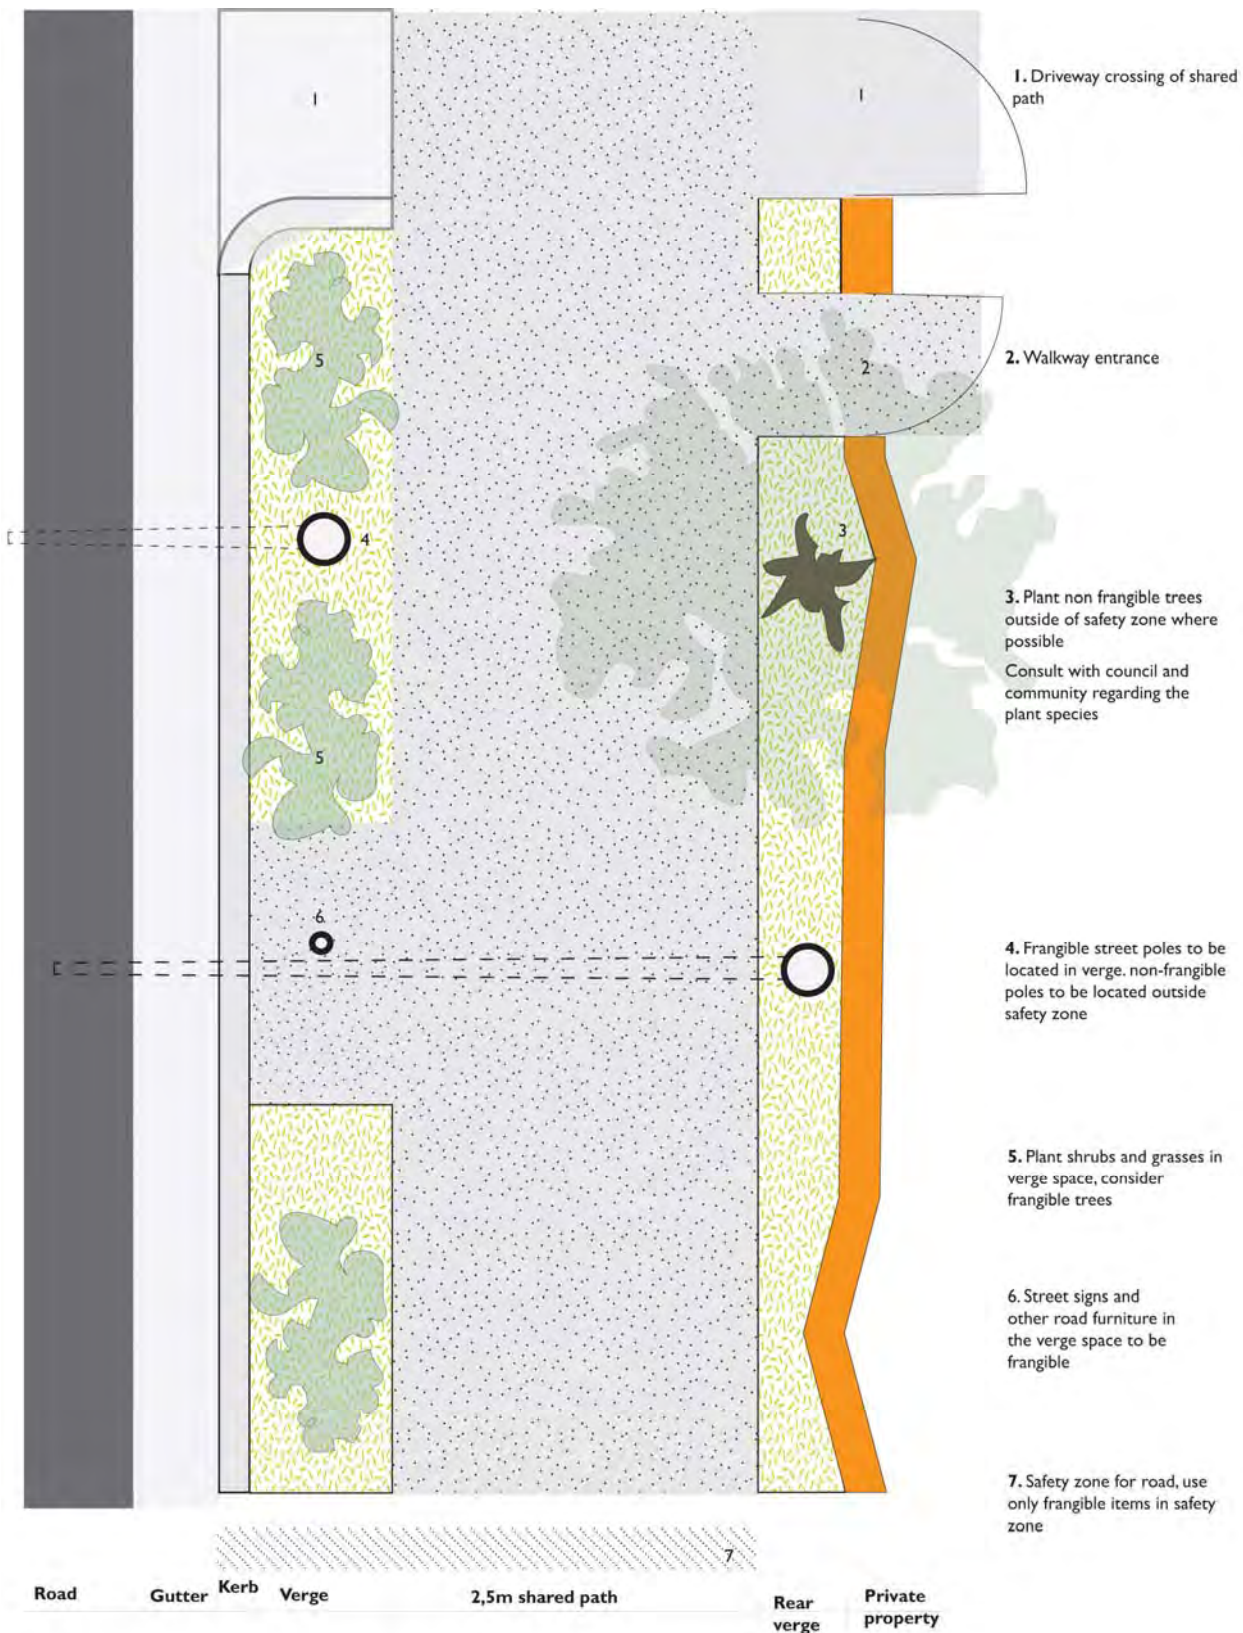 1
1
1. Driveway crossing of shared
path
5
2
2. Walkway entrance
4
3
3. Plant non frangible trees
outside of safety zone where
possible
Consult with council and
community regarding the
plant species
5
6
4. Frangible street poles to be
located in verge. non-frangible
poles to be located outside
safety zone
5. Plant shrubs and grasses in
verge space, consider
frangible trees
6. Street signs and
other road furniture in
the verge space to be
frangible
7. Safety zone for road, use
only frangible items in safety
zone
7
Road
Gutter
Kerb
Verge
2,5m shared path
Rear
verge
Private
property